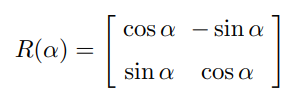 R(α) = [ cos α − sin α
sin α cos α ]